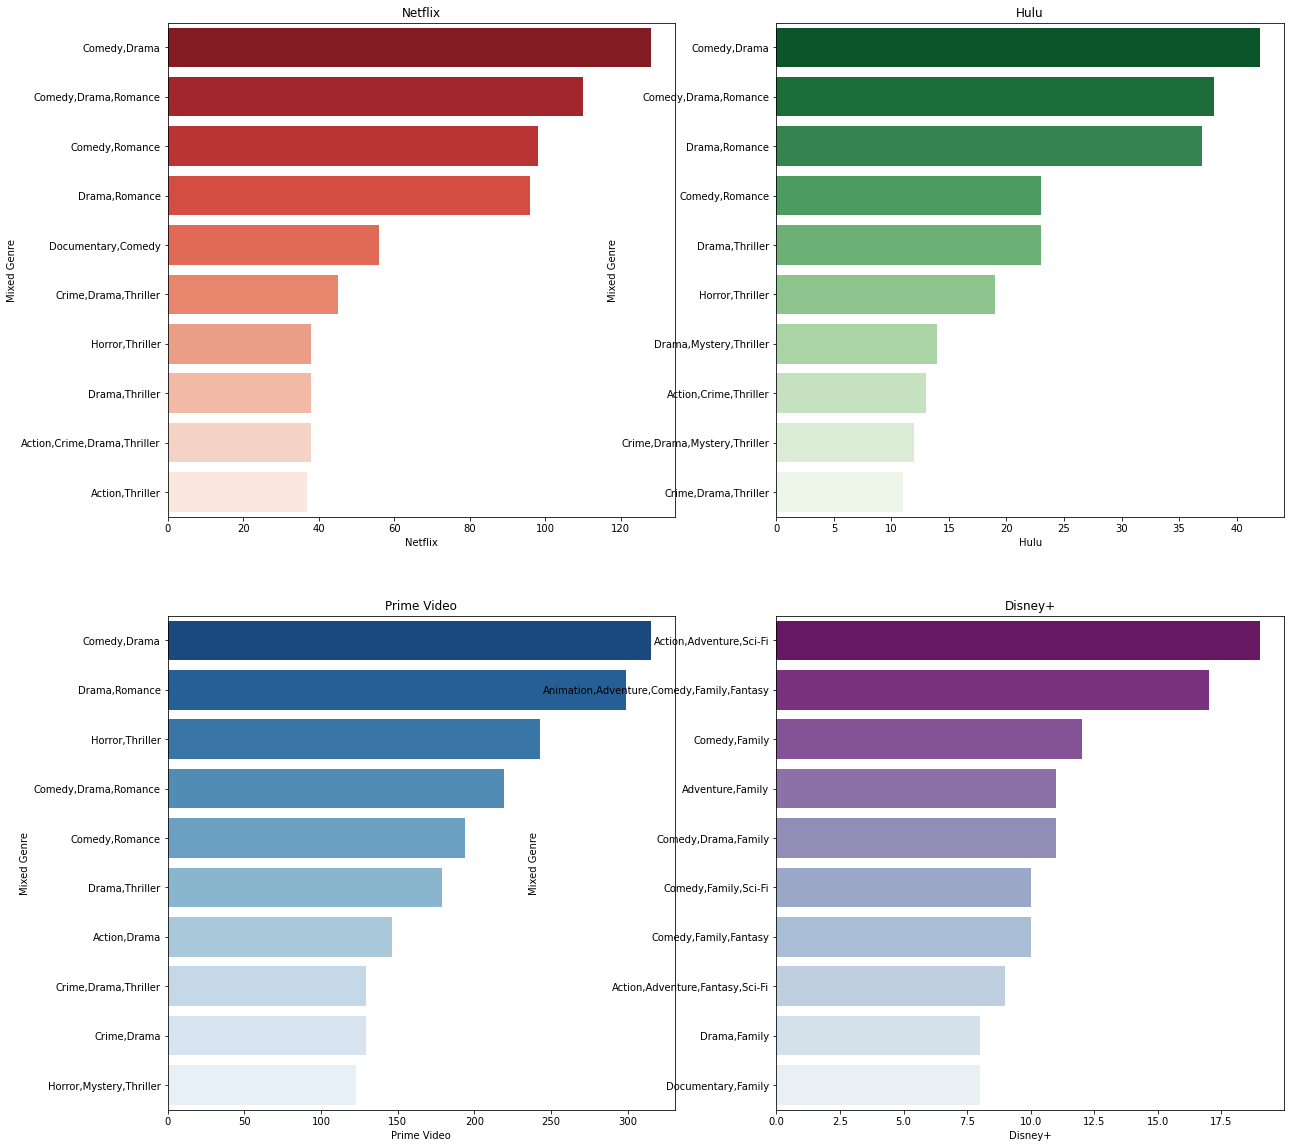 Netflix
Comedy,Drama
Comedy,Drama,Romance
Comedy,Romance
Drama,Romance
Documentary,Comedy
Crime,Drama,Thriller
Horror,Thriller
Drama,Thriller
Action,Crime,Drama,Thriller
Action,Thriller
Mixed Genre
0 20 40 60 80 100 120
Netflix
Hulu
Comedy,Drama
Comedy,Drama,Romance
Drama,Romance
Comedy,Romance
Drama,Thriller
Horror,Thriller
Drama,Mystery,Thriller
Action,Crime,Thriller
Crime,Drama,Mystery,Thriller
Crime,Drama,Thriller
Mixed Genre
0 5 10 15 20 25 30 35 40
Hulu
Prime Video
Comedy,Drama
Drama,Romance
Horror,Thriller
Comedy,Drama,Romance
Comedy,Romance
Drama,Thriller
Action,Drama
Crime,Drama,Thriller
Crime,Drama
Horror,Mystery,Thriller
Mixed Genre
0 50 100 150 200 250 300
Prime Video
Disney+
Action,Adventure,Sci-Fi
Animation,Adventure,Comedy,Family,Fantasy
Comedy,Family
Adventure,Family
Comedy,Drama,Family
Comedy,Family,Sci-Fi
Comedy,Family,Fantasy
Action,Adventure,Fantasy,Sci-Fi
Drama,Family
Documentary,Family
Mixed Genre
0.0 2.5 5.0 7.5 10.0 12.5 15.0 17.5
Disney+